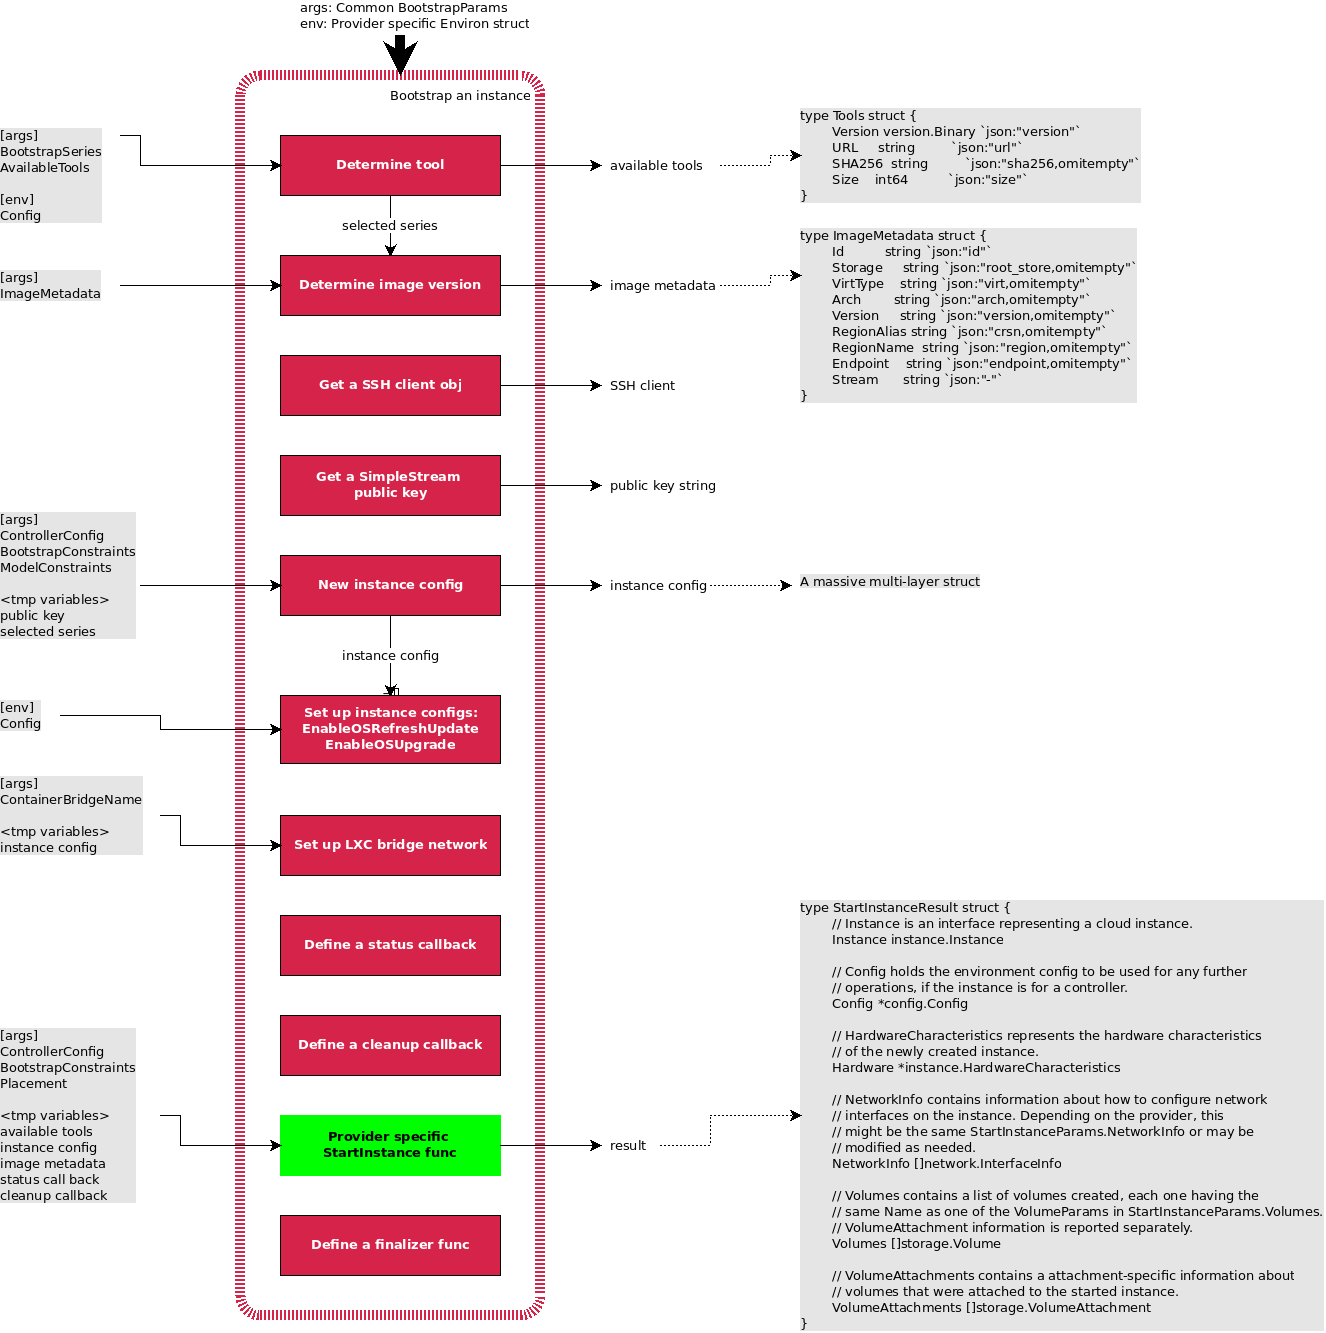 args: Common BootstrapParams
env: Provider specific Environ struct
Bootstrap an instance
[args]
BootstrapSeries
AvailableTools
[env]
Config
Determine tool
available tools
type Tools struct {
Version version.Binary `json:"version"`
URL string `json:"url"`
SHA256 string `json:"sha256,omitempty"`
Size int64 `json:"size"`
}
selected series
[args]
ImageMetadata
Determine image version
image metadata
type ImageMetadata struct {
Id string `json:"id"`
Storage string `json:"root_store,omitempty"`
VirtType string `json:"virt,omitempty"`
Arch string `json:"arch,omitempty"`
Version string `json:"version,omitempty"`
RegionAlias string `json:"crsn,omitempty"`
RegionName string `json:"region,omitempty"`
Endpoint string `json:"endpoint,omitempty"`
Stream string `json:"-"`
}
Get a SSH client obj
SSH client
Get a SimpleStream
public key
public key string
[args]
ControllerConfig
BootstrapConstraints
ModelConstraints
<tmp variables>
public key
selected series
New instance config
instance config
A massive multi-layer struct
instance config
[env]
Config
Set up instance configs:
EnableOSRefreshUpdate
EnableOSUpgrade
[args]
ContainerBridgeName
<tmp variables>
instance config
Set up LXC bridge network
Define a status callback
Define a cleanup callback
[args]
ControllerConfig
BootstrapConstraints
Placement
<tmp variables>
available tools
instance config
image metadata
status call back
cleanup callback
Provider specific
StartInstance func
result
type StartInstanceResult struct {
// Instance is an interface representing a cloud instance.
Instance instance.Instance
// Config holds the environment config to be used for any further
// operations, if the instance is for a controller.
Config *config.Config
// HardwareCharacteristics represents the hardware characteristics
// of the newly created instance.
Hardware *instance.HardwareCharacteristics
// NetworkInfo contains information about how to configure network
// interfaces on the instance. Depending on the provider, this
// might be the same StartInstanceParams.NetworkInfo or may be
// modified as needed.
NetworkInfo []network.InterfaceInfo
// Volumes contains a list of volumes created, each one having the
// same Name as one of the VolumeParams in StartInstanceParams.Volumes.
// VolumeAttachment information is reported separately.
Volumes []storage.Volume
// VolumeAttachments contains a attachment-specific information about
// volumes that were attached to the started instance.
VolumeAttachments []storage.VolumeAttachment
}
Define a finalizer func